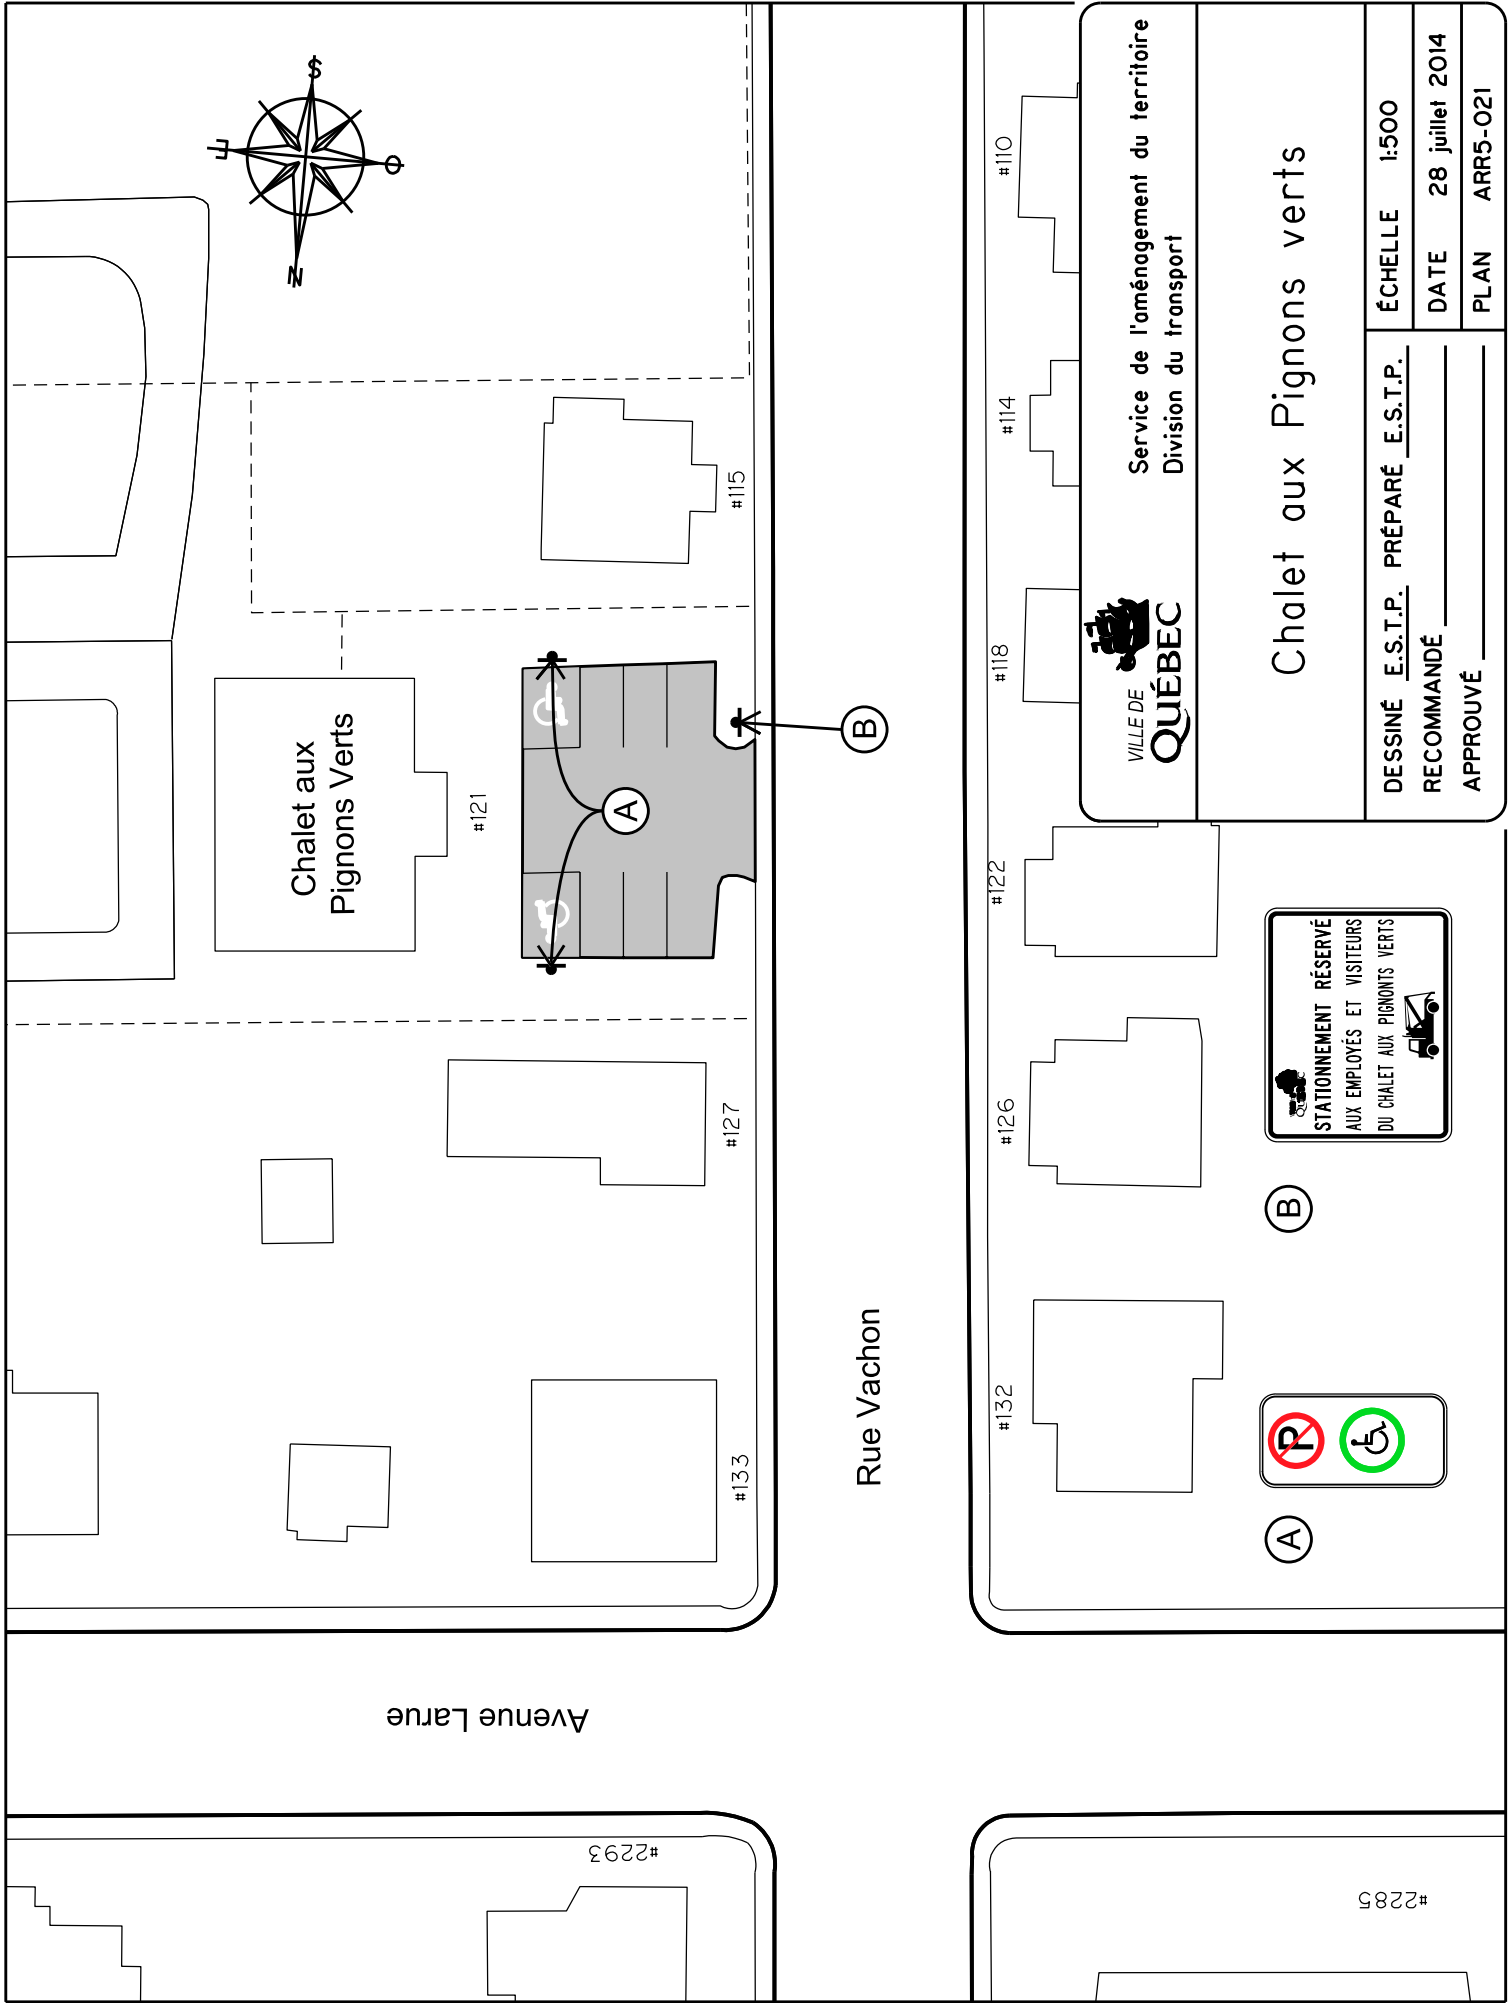 S
E
O
N
Chalet aux
Pignons Verts
#121
#115
#127
#133
A
B
Rue Vachon
Avenue Larue
#2293
#2285
#110
#114
#118
#122
#126
#132
A
B
P
QUÉBEC
STATIONNEMENT RÉSERVÉ
AUX EMPLOYÉS ET VISITEURS
DU CHALET AUX PIGNONTS VERTS
VILLE DE
QUÉBEC
Service de l'aménagement du territoire
Division du transport
Chalet aux Pignons verts
DESSINÉ E.S.T.P. PRÉPARÉ E.S.T.P.
RECOMMANDÉ
APPROUVÉ
ÉCHELLE 1:500
DATE 28 juillet 2014
PLAN ARR5-021